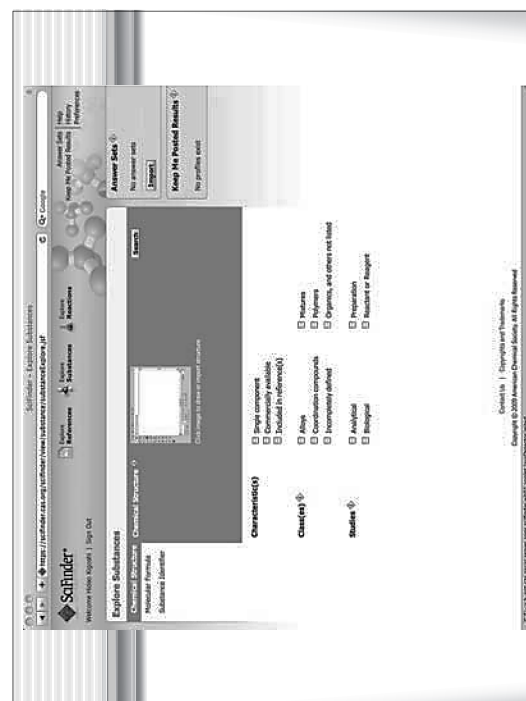 SciFinder – Explore Substances
https://scifinder.cas.org/scifinder/view/substance/substanceExplore.jsf
Google
SciFinder
Explore References
Explore Substances
Explore Reactions
Answer Sets
Keep Me Posted Results
Help
History
Preferences
Welcome Hideo Kigoshi | Sign Out
Explore Substances
Chemical Structure
Molecular Formula
Substance Identifier
Chemical Structure
Click image to draw or import structure
Search
Characteristic(s)
Single component
Commercially available
Included in reference(s)
Class(es)
Alloys
Coordination compounds
Incompletely defined
Mixtures
Polymers
Organics, and others not listed
Studies
Analytical
Biological
Preparation
Reactant or Reagent
Answer Sets
No answer sets
Import
Keep Me Posted Results
No profiles exist
Contact Us | Copyrights and Trademarks
Copyright © 2009 American Chemical Society. All Rights Reserved